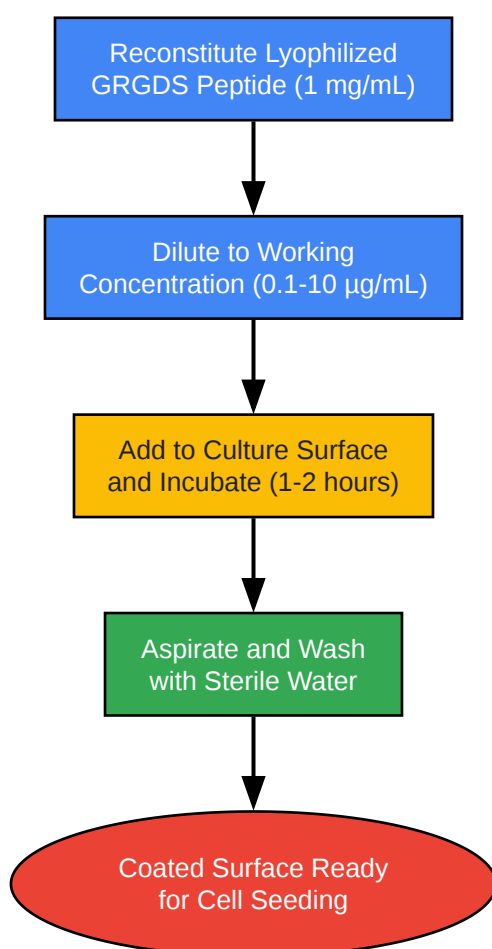 Reconstitute Lyophilized
GRGDS Peptide (1 mg/mL)
Dilute to Working
Concentration (0.1-10 µg/mL)
Add to Culture Surface
and Incubate (1-2 hours)
Aspirate and Wash
with Sterile Water
Coated Surface Ready
for Cell Seeding